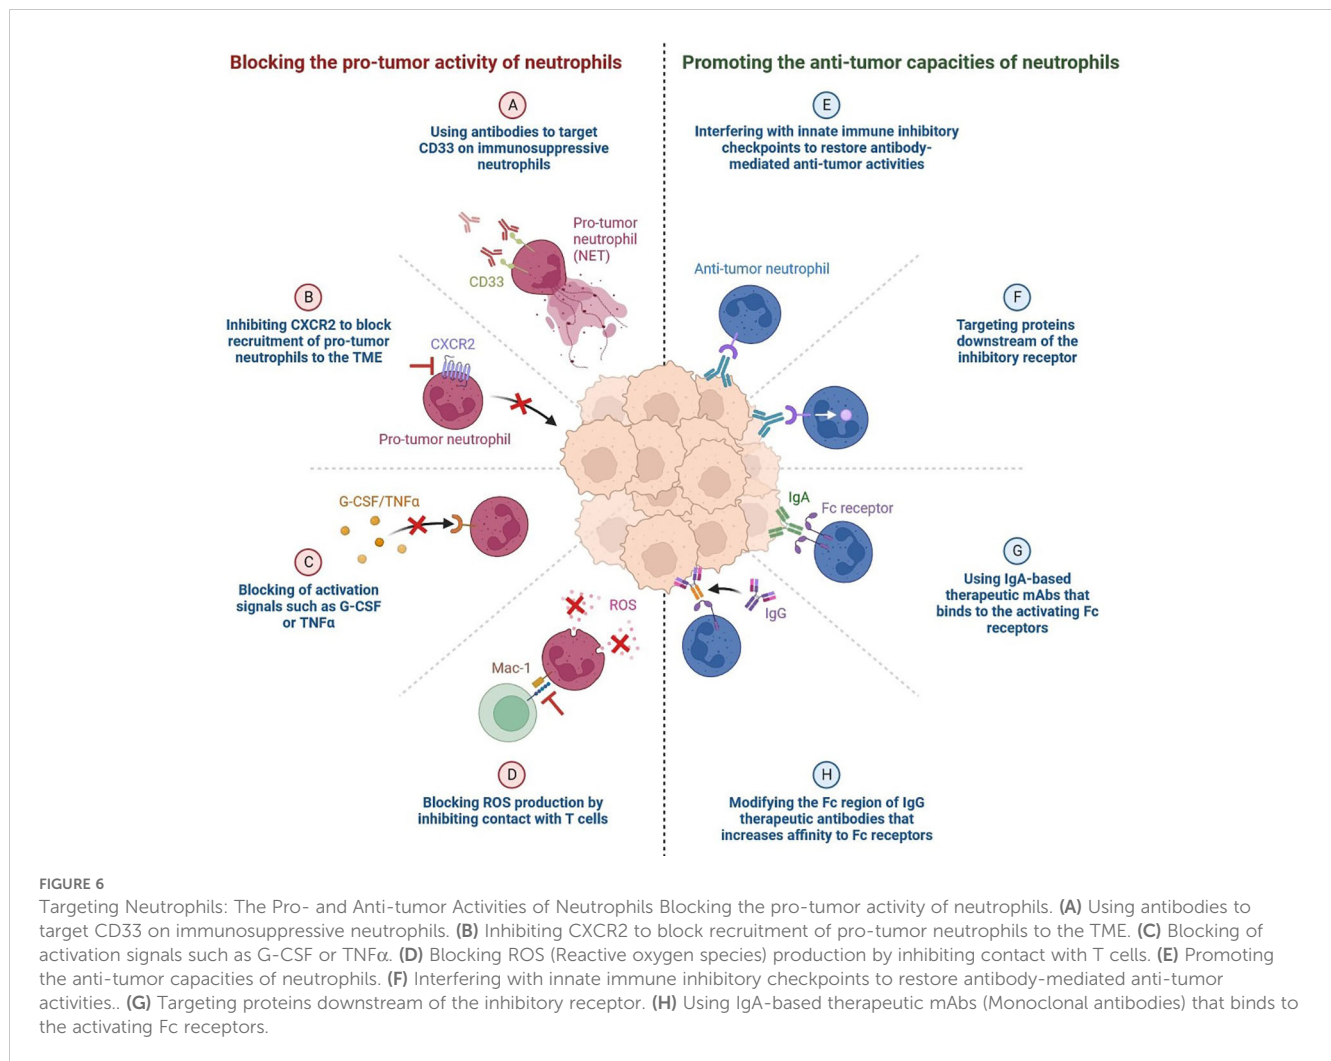 Blocking the pro-tumor activity of neutrophils
Promoting the anti-tumor capacities of neutrophils
A
Using antibodies to target
CD33 on immunosuppressive
neutrophils
Pro-tumor
neutrophil
(NET)
CD33
B
Inhibiting CXCR2 to block
recruitment of pro-tumor
neutrophils to the TME
CXCR2
Pro-tumor neutrophil
G-CSF/TNFα
C
Blocking of activation
signals such as G-CSF
or TNFα
ROS
Mac-1
D
Blocking ROS production by
inhibiting contact with T cells
E
Interfering with innate immune inhibitory
checkpoints to restore antibody-
mediated anti-tumor activities
Anti-tumor neutrophil
F
Targeting proteins
downstream of the
inhibitory receptor
IgA
Fc receptor
G
Using IgA-based
therapeutic mAbs that
binds to the activating Fc
receptors
IgG
H
Modifying the Fc region of IgG
therapeutic antibodies that
increases affinity to Fc receptors
FIGURE 6
Targeting Neutrophils: The Pro- and Anti-tumor Activities of Neutrophils Blocking the pro-tumor activity of neutrophils. (A) Using antibodies to
target CD33 on immunosuppressive neutrophils. (B) Inhibiting CXCR2 to block recruitment of pro-tumor neutrophils to the TME. (C) Blocking of
activation signals such as G-CSF or TNFα. (D) Blocking ROS (Reactive oxygen species) production by inhibiting contact with T cells. (E) Promoting
the anti-tumor capacities of neutrophils. (F) Interfering with innate immune inhibitory checkpoints to restore antibody-mediated anti-tumor
activities.. (G) Targeting proteins downstream of the inhibitory receptor. (H) Using IgA-based therapeutic mAbs (Monoclonal antibodies) that binds to
the activating Fc receptors.